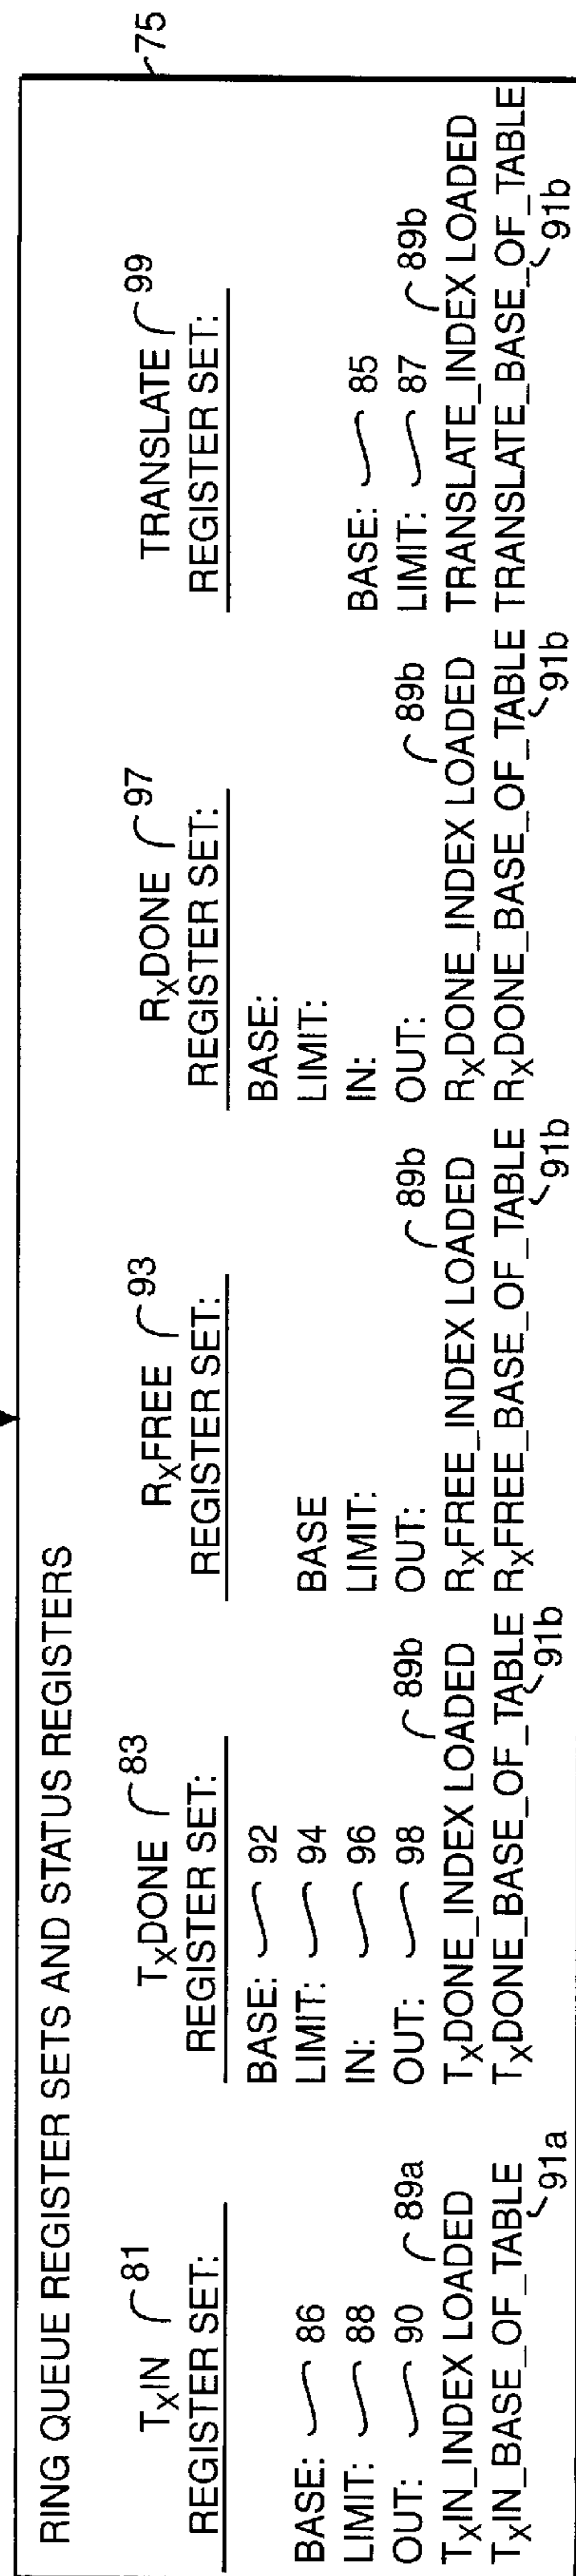 75
RING QUEUE REGISTER SETS AND STATUS REGISTERS
TxIN 81
REGISTER SET:
BASE: 86
LIMIT: 88
OUT: 90 89a
TxIN_INDEX LOADED
TxIN_BASE_OF_TABLE
91a
TxDONE 83
REGISTER SET:
BASE: 92
LIMIT: 94
IN: 96
OUT: 98 89b
TxDONE_INDEX LOADED
TxDONE_BASE_OF_TABLE
91b
RxFREE 93
REGISTER SET:
BASE
LIMIT:
OUT: 89b
RxFREE_INDEX LOADED
RxFREE_BASE_OF_TABLE
91b
RxDONE 97
REGISTER SET:
BASE:
LIMIT:
IN:
OUT: 89b
RxDONE_INDEX LOADED
RxDONE_BASE_OF_TABLE
91b
TRANSLATE 99
REGISTER SET:
BASE: 85
LIMIT: 87 89b
TRANSLATE_INDEX LOADED
TRANSLATE_BASE_OF_TABLE
91b